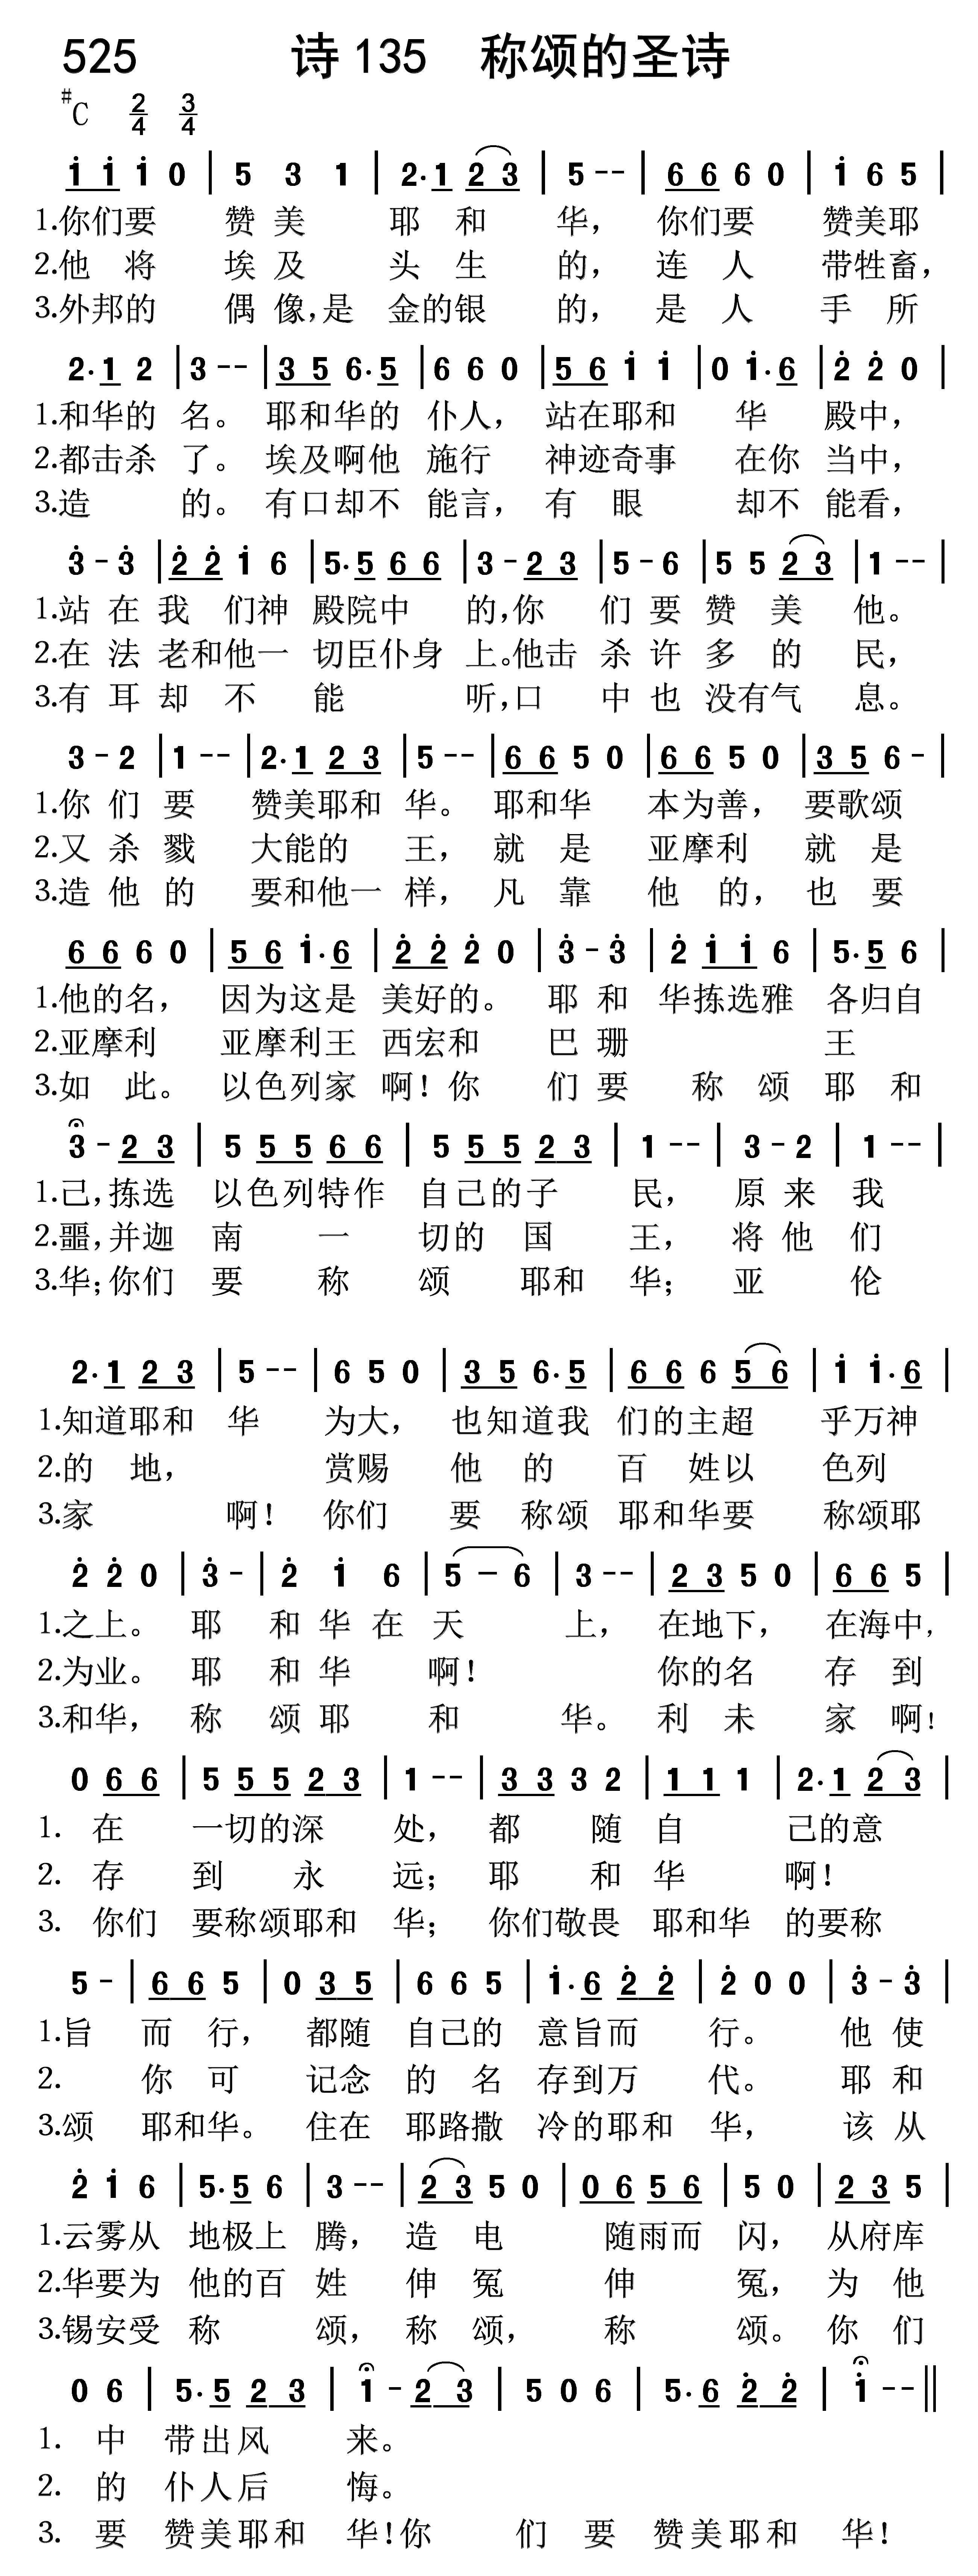 525 诗135 称颂的圣诗
#C 2/4 3/4
i i i 0 | 5 3 1 | 2· 1 2 3 | 5 - - | 6 6 6 0 | i 6 5 |
1.你们要 赞美 耶和 华， 你们要 赞美耶
2.他将 埃及 头生 的， 连人 带牲畜，
3.外邦的 偶像，是 金的银 的， 是人 手所
2· 1 2 | 3 - - | 3 5 6· 5 | 6 6 0 | 5 6 i i | 0 i· 6 | 2̇ 2̇ 0 |
1.和华的 名。 耶和华的 仆人， 站在耶和 华 殿中，
2.都击杀 了。 埃及啊他 施行 神迹奇事 在你 当中，
3.造 的。 有口却不 能言， 有眼 却不 能看，
3̇ - 3̇ | 2̇ 2̇ i 6 | 5· 5 6 6 | 3 - 2 3 | 5 - 6 | 5 5 2 3 | 1 - - |
1.站在 我们神 殿院中 的，你 们要 赞美 他。
2.在法 老和他一 切臣仆身 上。他击 杀许 多的 民，
3.有耳 却不 能 听，口 中也 没有气 息。
3 - 2 | 1 - - | 2· 1 2 3 | 5 - - | 6 6 5 0 | 6 6 5 0 | 3 5 6 - |
1.你们 要 赞美耶和 华。 耶和华 本为善， 要歌颂
2.又杀 戮 大能的 王， 就是 亚摩利 就是
3.造他 的 要和他一 样， 凡靠 他的， 也要
6 6 6 0 | 5 6 i· 6 | 2̇ 2̇ 2̇ 0 | 3̇ - 3̇ | 2̇ i i 6 | 5· 5 6 |
1.他的名， 因为这是 美好的。 耶和 华拣选雅 各归自
2.亚摩利 亚摩利王 西宏和 巴珊 王
3.如此。 以色列家 啊！你 们要 称颂 耶和
3 - 2 3 | 5 5 5 6 6 | 5 5 5 2 3 | 1 - - | 3 - 2 | 1 - - |
1.己，拣选 以色列特作 自己的子 民， 原来 我
2.噩，并迦 南一 切的国 王， 将他 们
3.华；你们 要称 颂耶和 华； 亚 伦
2· 1 2 3 | 5 - - | 6 5 0 | 3 5 6· 5 | 6 6 6 5 6 | i i· 6 |
1.知道耶和 华 为大， 也知道我 们的主超 乎万神
2.的地， 赏赐 他的 百姓以 色列
3.家 啊！ 你们 要称颂 耶和华要 称颂耶
2̇ 2̇ 0 | 3̇ - | 2̇ i 6 | 5 - 6 | 3 - - | 2 3 5 0 | 6 6 5 |
1.之上。 耶 和华在 天 上， 在地下， 在海中，
2.为业。 耶 和华 啊！ 你的名 存到
3.和华， 称 颂耶 和 华。 利未 家啊！
0 6 6 | 5 5 5 2 3 | 1 - - | 3 3 3 2 | 1 1 1 | 2· 1 2 3 |
1. 在 一切的深 处， 都随 自 己的意
2. 存 到永 远； 耶和 华 啊！
3. 你们 要称颂耶和 华； 你们敬畏 耶和华 的要称
5 - | 6 6 5 | 0 3 5 | 6 6 5 | i· 6 2̇ 2̇ | 2̇ 0 0 | 3̇ - 3̇ |
1.旨 而行， 都随 自己的 意旨而 行。 他使
2. 你可 记念 的名 存到万 代。 耶和
3.颂 耶和华。 住在 耶路撒 冷的耶和 华， 该从
2̇ i 6 | 5· 5 6 | 3 - - | 2 3 5 0 | 0 6 5 6 | 5 0 | 2 3 5 |
1.云雾从 地极上 腾， 造电 随雨而 闪， 从府库
2.华要为 他的百 姓 伸冤 伸 冤， 为他
3.锡安受 称 颂， 称颂， 称 颂。 你们
0 6 | 5· 5 2 3 | i - 2 3 | 5 0 6 | 5· 6 2̇ 2̇ | i - - ‖
1. 中 带出风 来。
2. 的 仆人后 悔。
3. 要 赞美耶和 华！你 们要 赞美耶和 华！